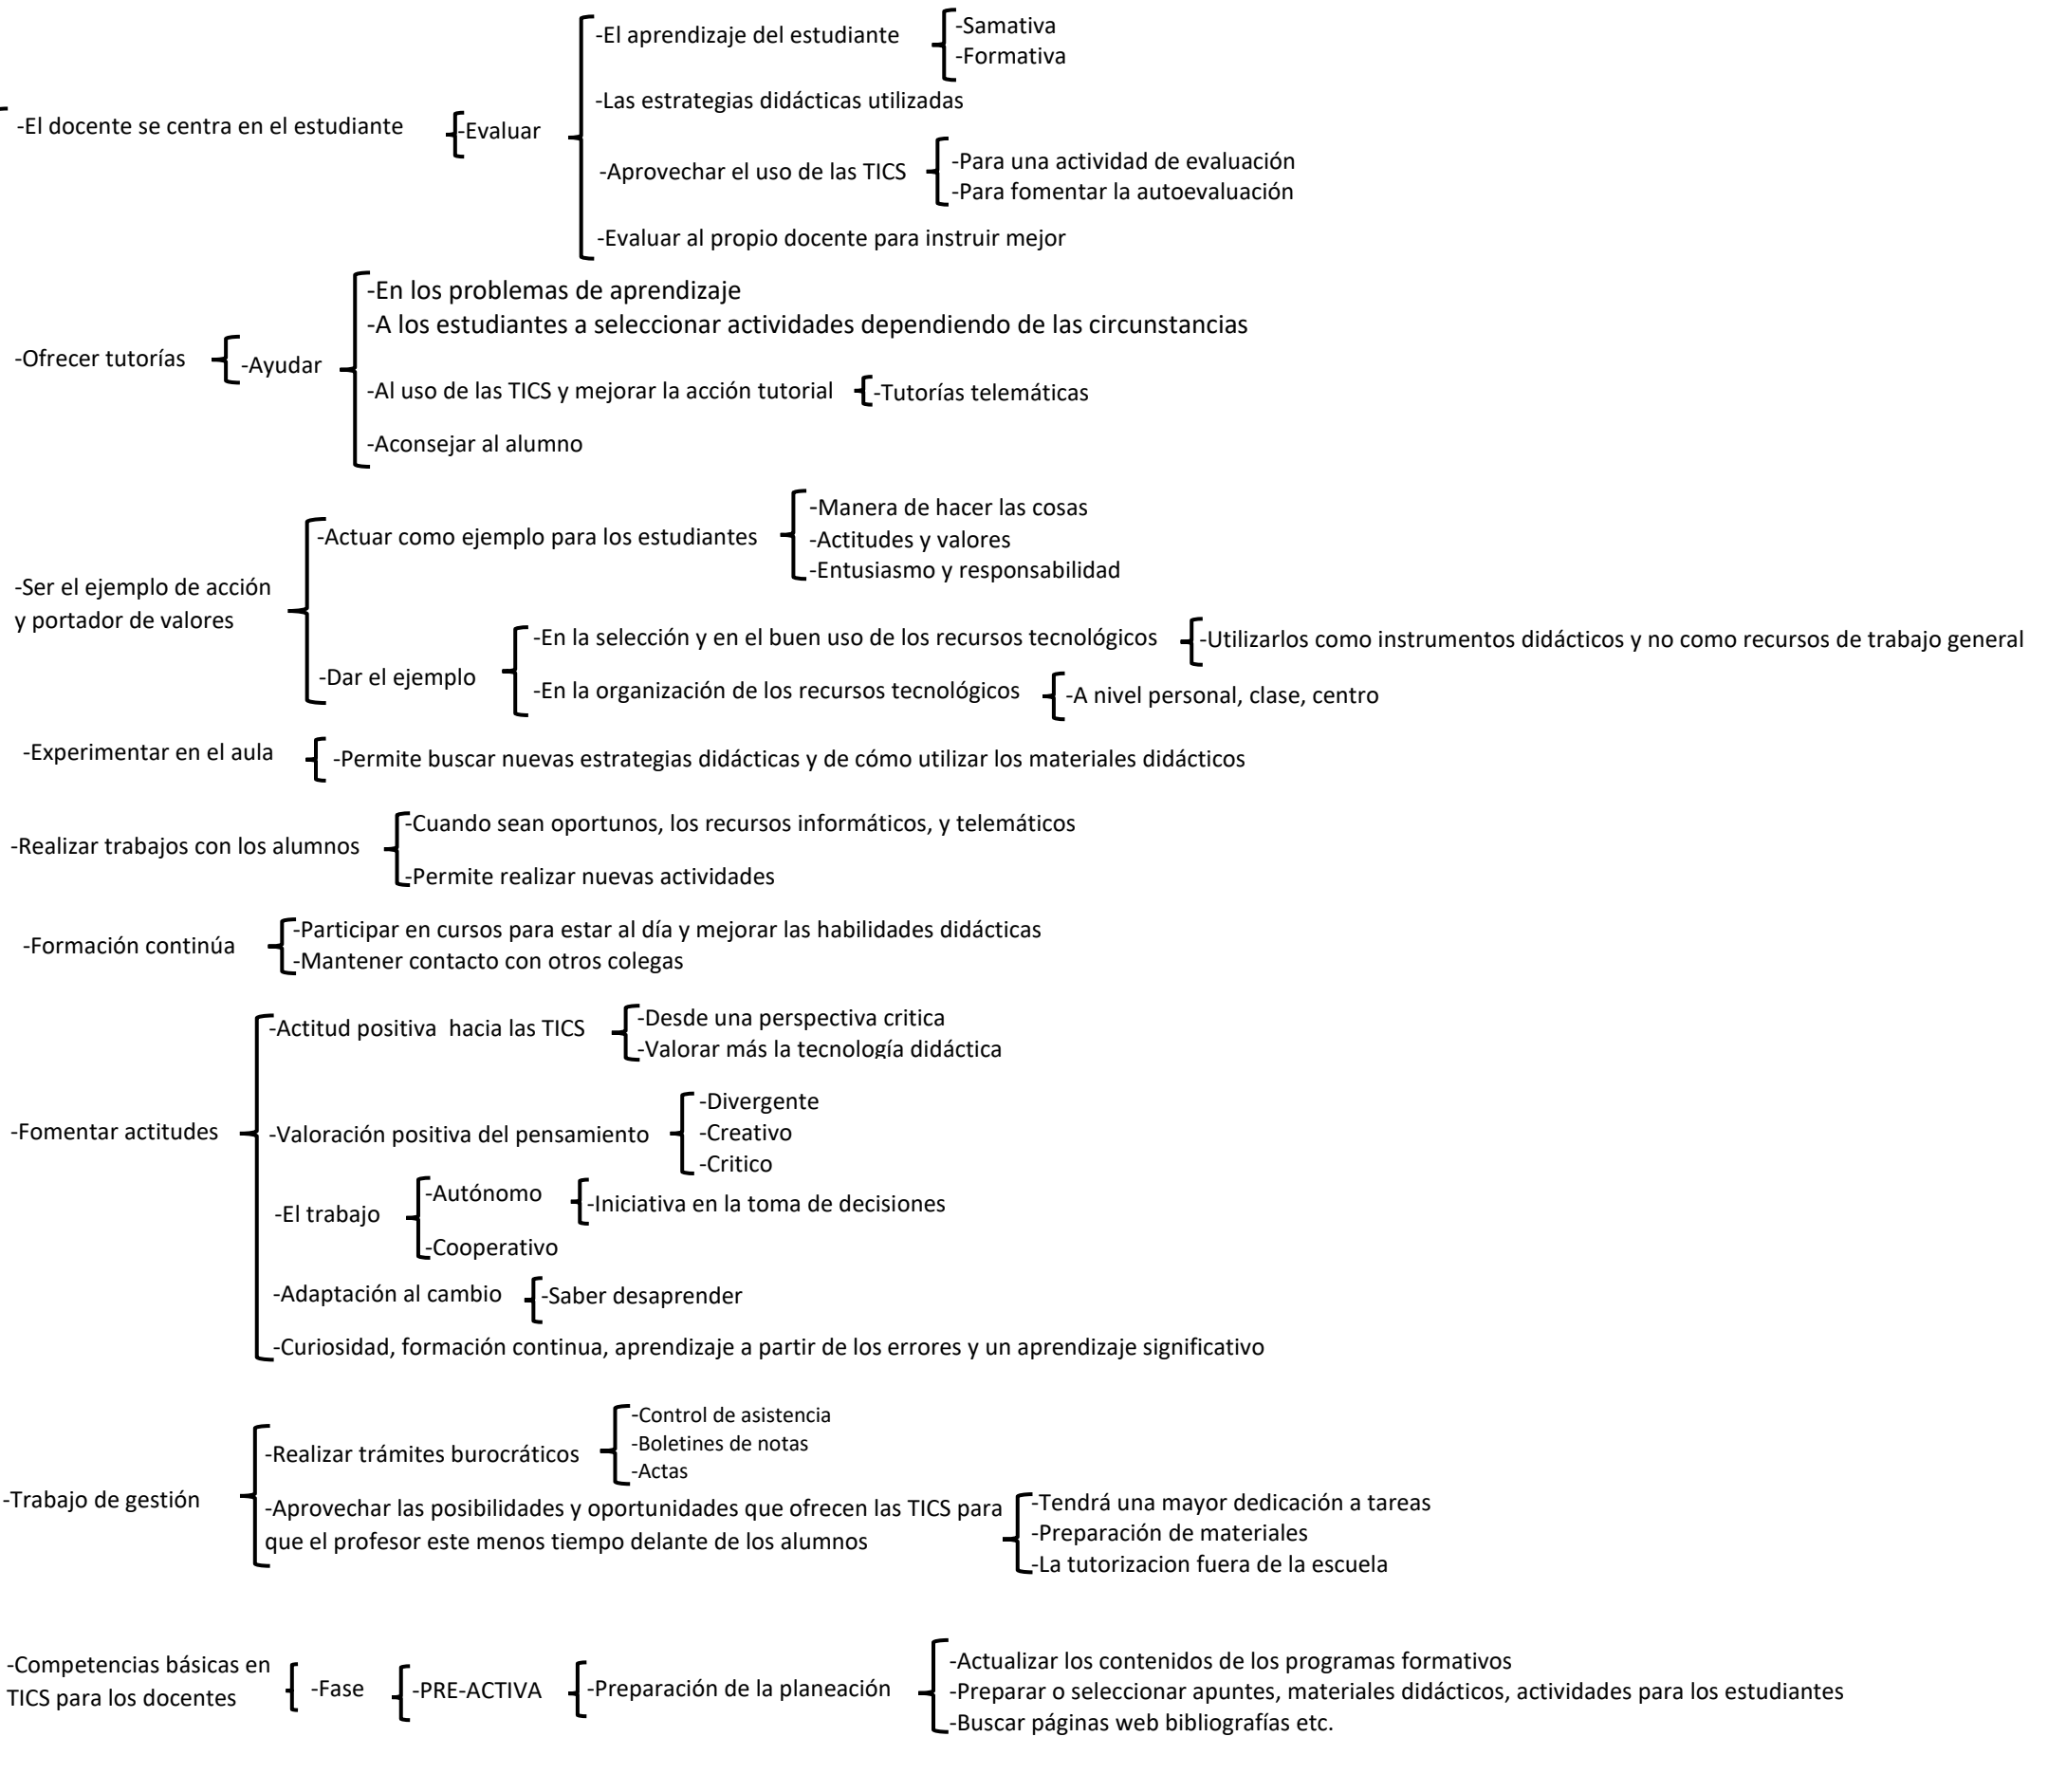 -El docente se centra en el estudiante
-Evaluar
-El aprendizaje del estudiante
-Samativa
-Formativa
-Las estrategias didácticas utilizadas
-Aprovechar el uso de las TICS
-Para una actividad de evaluación
-Para fomentar la autoevaluación
-Evaluar al propio docente para instruir mejor
-Ofrecer tutorías
-Ayudar
-En los problemas de aprendizaje
-A los estudiantes a seleccionar actividades dependiendo de las circunstancias
-Al uso de las TICS y mejorar la acción tutorial
-Tutorías telemáticas
-Aconsejar al alumno
-Ser el ejemplo de acción
y portador de valores
-Actuar como ejemplo para los estudiantes
-Manera de hacer las cosas
-Actitudes y valores
-Entusiasmo y responsabilidad
-Dar el ejemplo
-En la selección y en el buen uso de los recursos tecnológicos
-Utilizarlos como instrumentos didácticos y no como recursos de trabajo general
-En la organización de los recursos tecnológicos
-A nivel personal, clase, centro
-Experimentar en el aula
-Permite buscar nuevas estrategias didácticas y de cómo utilizar los materiales didácticos
-Realizar trabajos con los alumnos
-Cuando sean oportunos, los recursos informáticos, y telemáticos
-Permite realizar nuevas actividades
-Formación continúa
-Participar en cursos para estar al día y mejorar las habilidades didácticas
-Mantener contacto con otros colegas
-Fomentar actitudes
-Actitud positiva  hacia las TICS
-Desde una perspectiva critica
-Valorar más la tecnología didáctica
-Valoración positiva del pensamiento
-Divergente
-Creativo
-Critico
-El trabajo
-Autónomo
-Iniciativa en la toma de decisiones
-Cooperativo
-Adaptación al cambio
-Saber desaprender
-Curiosidad, formación continua, aprendizaje a partir de los errores y un aprendizaje significativo
-Trabajo de gestión
-Realizar trámites burocráticos
-Control de asistencia
-Boletines de notas
-Actas
-Aprovechar las posibilidades y oportunidades que ofrecen las TICS para
que el profesor este menos tiempo delante de los alumnos
-Tendrá una mayor dedicación a tareas
-Preparación de materiales
-La tutorizacion fuera de la escuela
-Competencias básicas en
TICS para los docentes
-Fase
-PRE-ACTIVA
-Preparación de la planeación
-Actualizar los contenidos de los programas formativos
-Preparar o seleccionar apuntes, materiales didácticos, actividades para los estudiantes
-Buscar páginas web bibliografías etc.